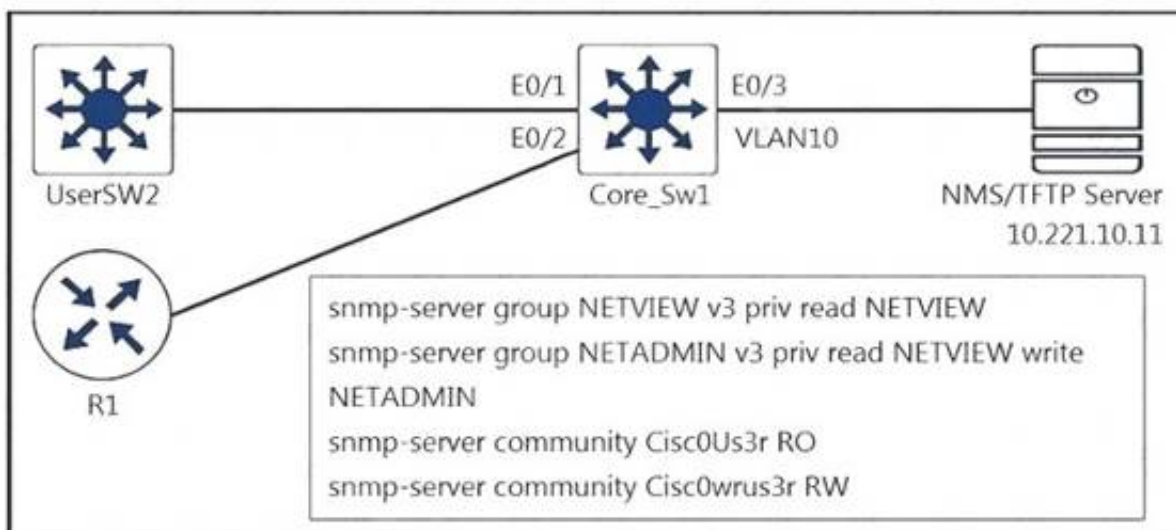 E0/1
E0/3
E0/2
VLAN10
UserSW2
Core_Sw1
NMS/TFTP Server
10.221.10.11
R1
snmp-server group NETVIEW v3 priv read NETVIEW
snmp-server group NETADMIN v3 priv read NETVIEW write
NETADMIN
snmp-server community Cisc0Us3r RO
snmp-server community Cisc0wrus3r RW